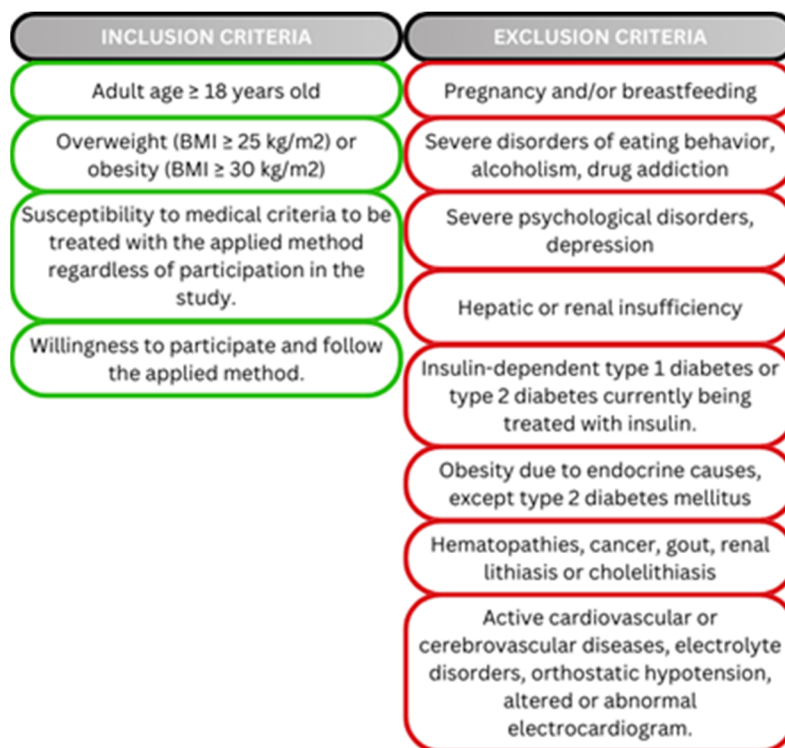 INCLUSION CRITERIA
Adult age ≥ 18 years old
Overweight (BMI ≥ 25 kg/m2) or
obesity (BMI ≥ 30 kg/m2)
Susceptibility to medical criteria to be
treated with the applied method
regardless of participation in the
study.
Willingness to participate and follow
the applied method.
EXCLUSION CRITERIA
Pregnancy and/or breastfeeding
Severe disorders of eating behavior,
alcoholism, drug addiction
Severe psychological disorders,
depression
Hepatic or renal insufficiency
Insulin-dependent type 1 diabetes or
type 2 diabetes currently being
treated with insulin.
Obesity due to endocrine causes,
except type 2 diabetes mellitus
Hematopathies, cancer, gout, renal
lithiasis or cholelithiasis
Active cardiovascular or
cerebrovascular diseases, electrolyte
disorders, orthostatic hypotension,
altered or abnormal
electrocardiogram.